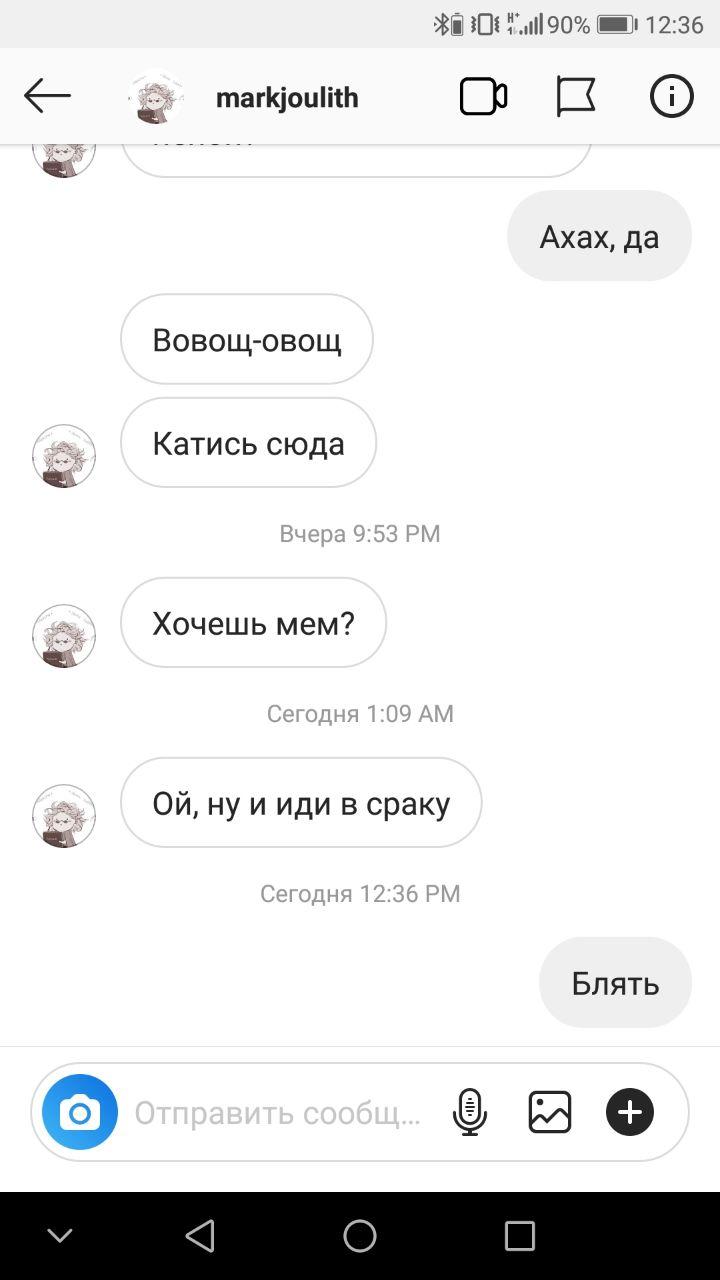 90% 12:36
markjoulith
Ахах, да
Вовощ-овощ
Катись сюда
Вчера 9:53 PM
Хочешь мем?
Сегодня 1:09 AM
Ой, ну и иди в сраку
Сегодня 12:36 PM
Блять
Отправить сообщ...